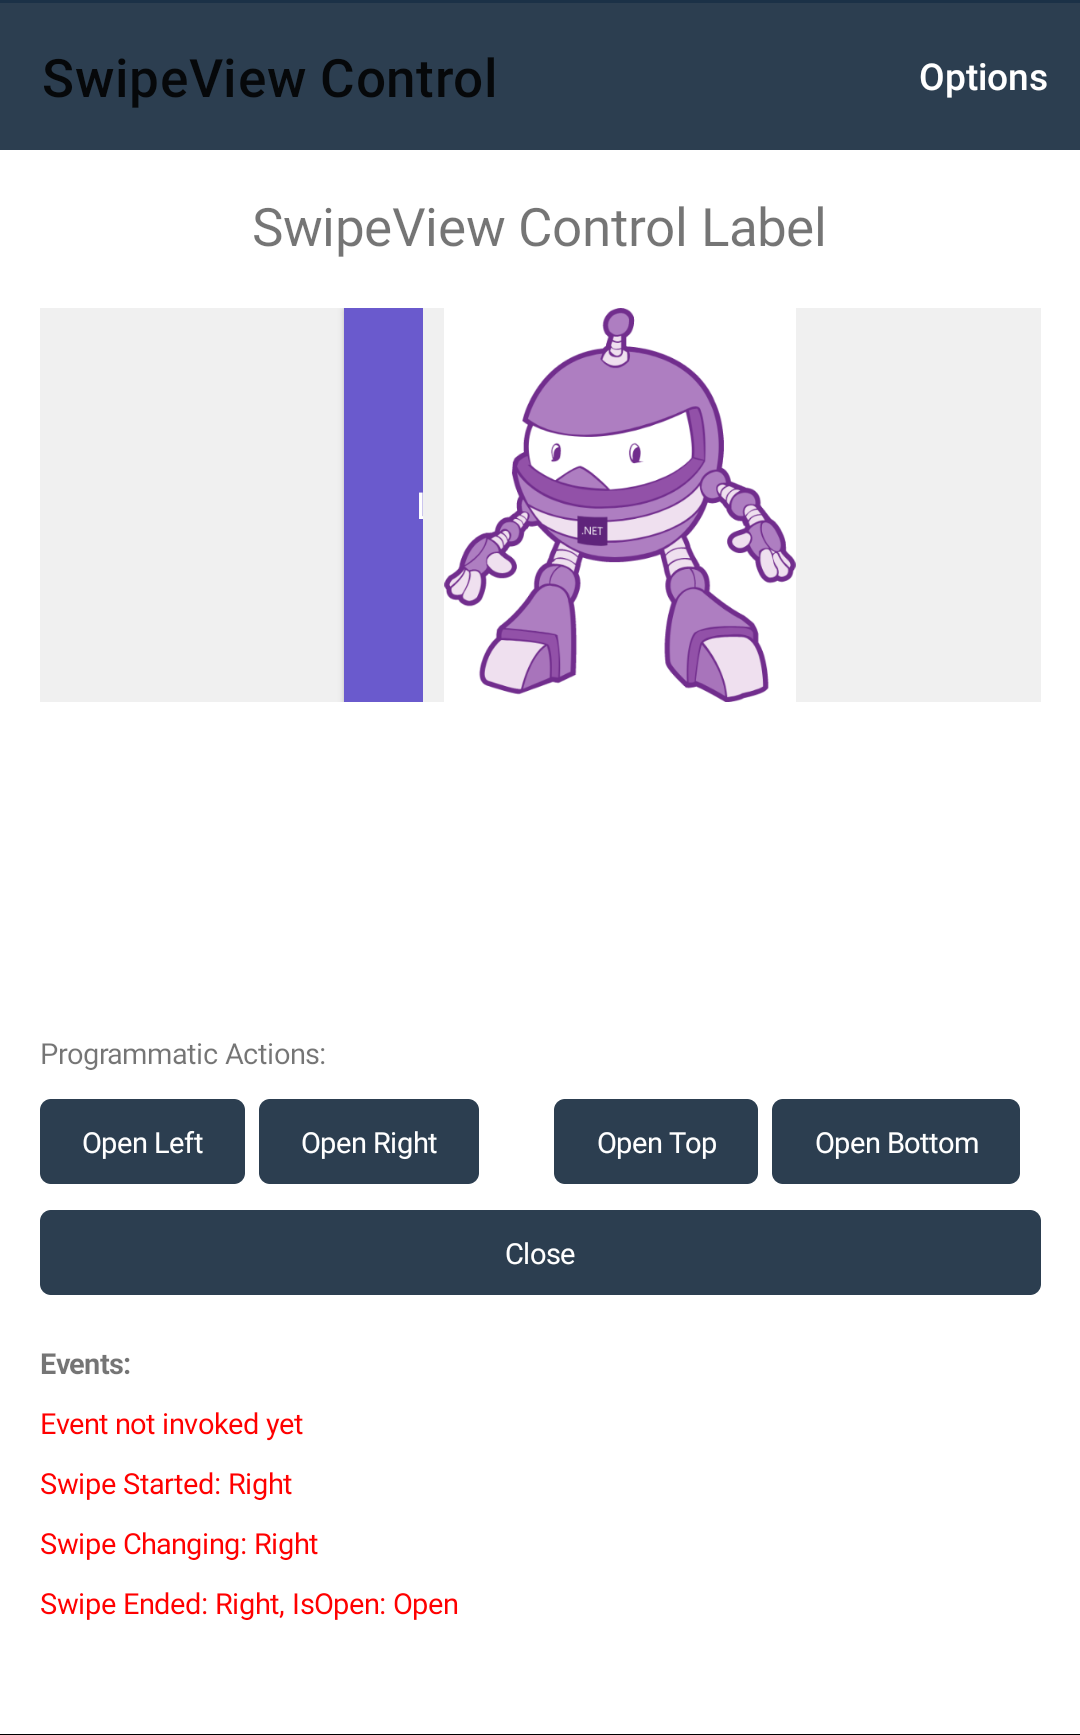 SwipeView Control
Options
SwipeView Control Label
.NET
Programmatic Actions:
Open Left
Open Right
Open Top
Open Bottom
Close
Events:
Event not invoked yet
Swipe Started: Right
Swipe Changing: Right
Swipe Ended: Right, IsOpen: Open